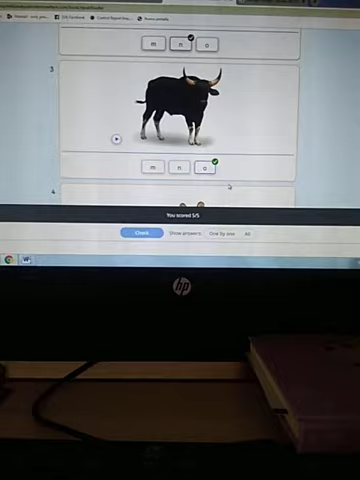 m n o
3
m n o
4
You scored 5/5
Check Show answers: One by one All
W
hp